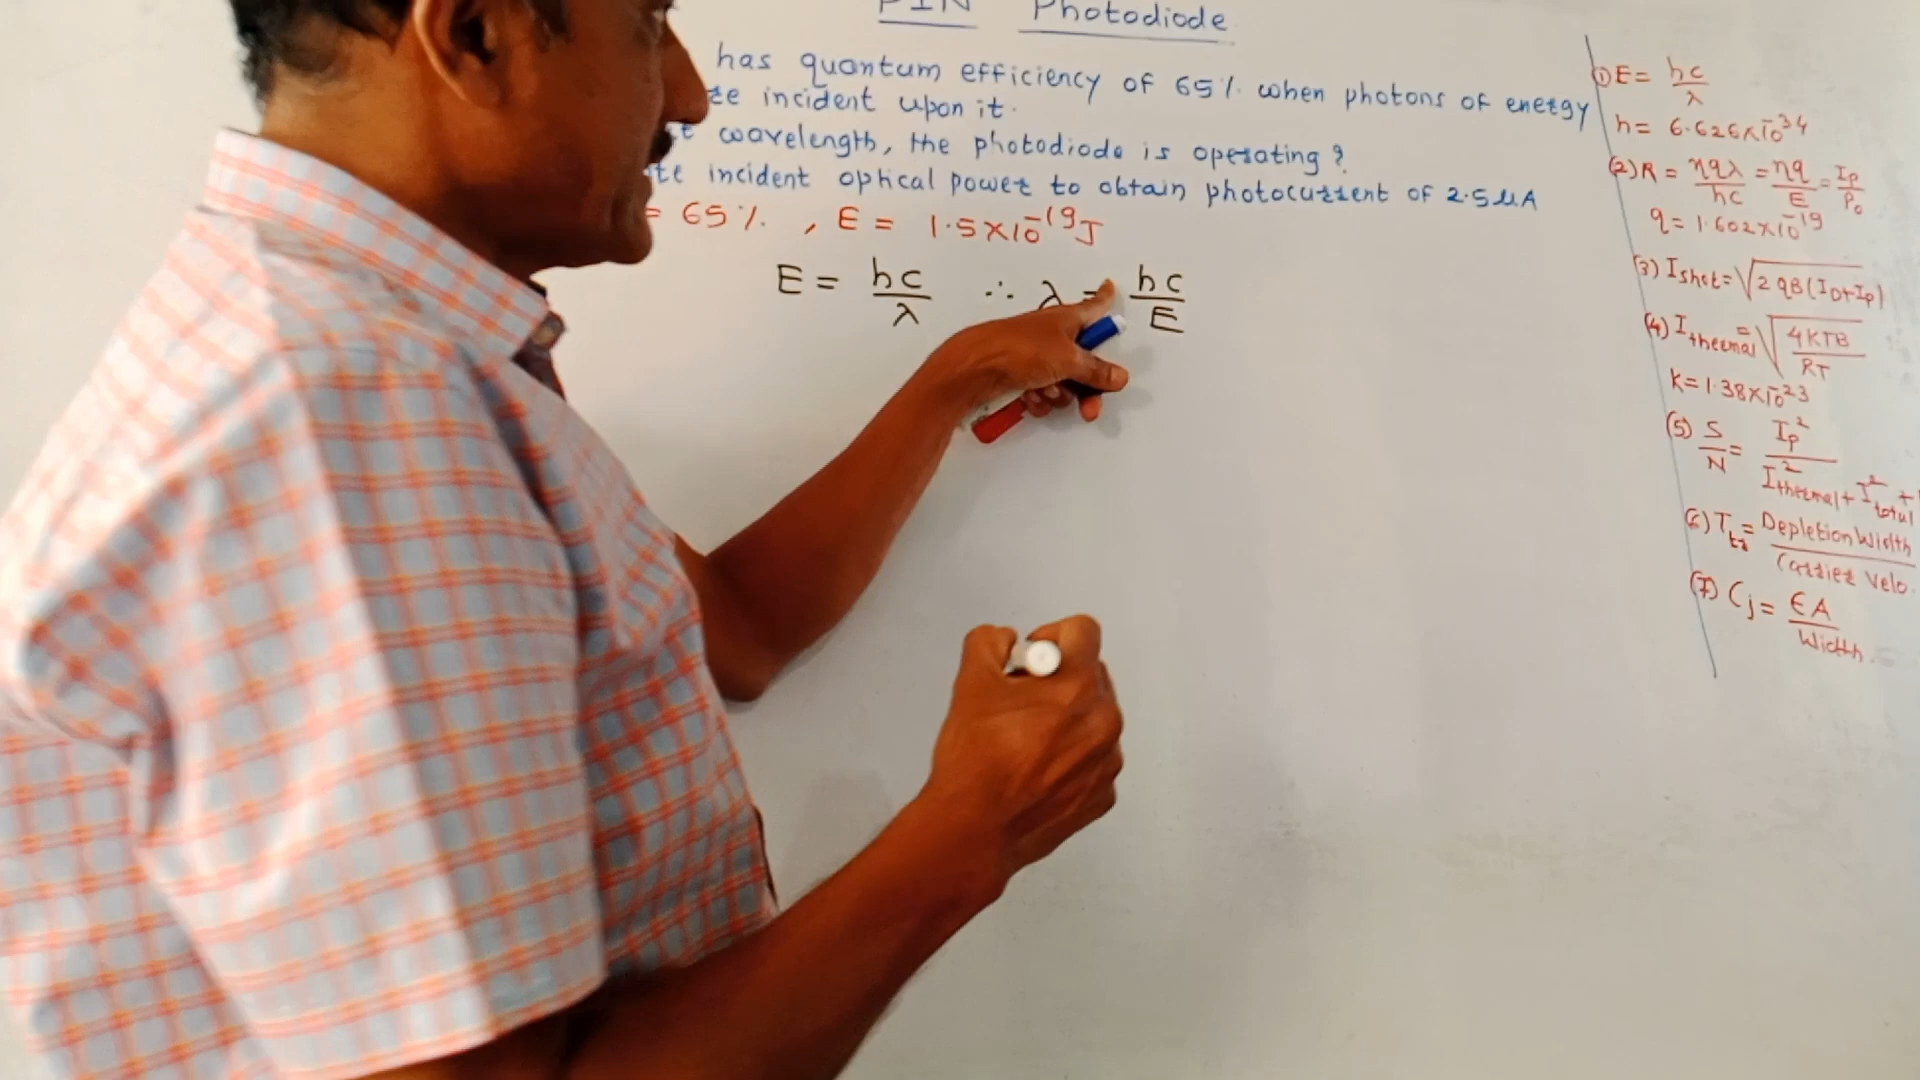 PIN Photodiode
has quantum efficiency of 65%. when photons of energy
incident upon it.
wavelength, the photodiode is operating?
incident optical power to obtain photocurrent of 2.5μA
= 65%. , E = 1.5×10⁻¹⁹J
E = hc/λ ∴ λ = hc/E
(1) E = hc/λ
h = 6.626×10⁻³⁴
(2) R = ηqλ/hc = ηq/E = Ip/Po
q = 1.602×10⁻¹⁹
(3) Ishot = √2qB(ID+Ip)
(4) Ithermal = √4KTB/RT
K = 1.38×10⁻²³
(5) S/N = Ip²/I²thermal + I²total +
(6) Ttr = Depletion Width/Carrier Velo.
(7) Cj = ϵA/Width.